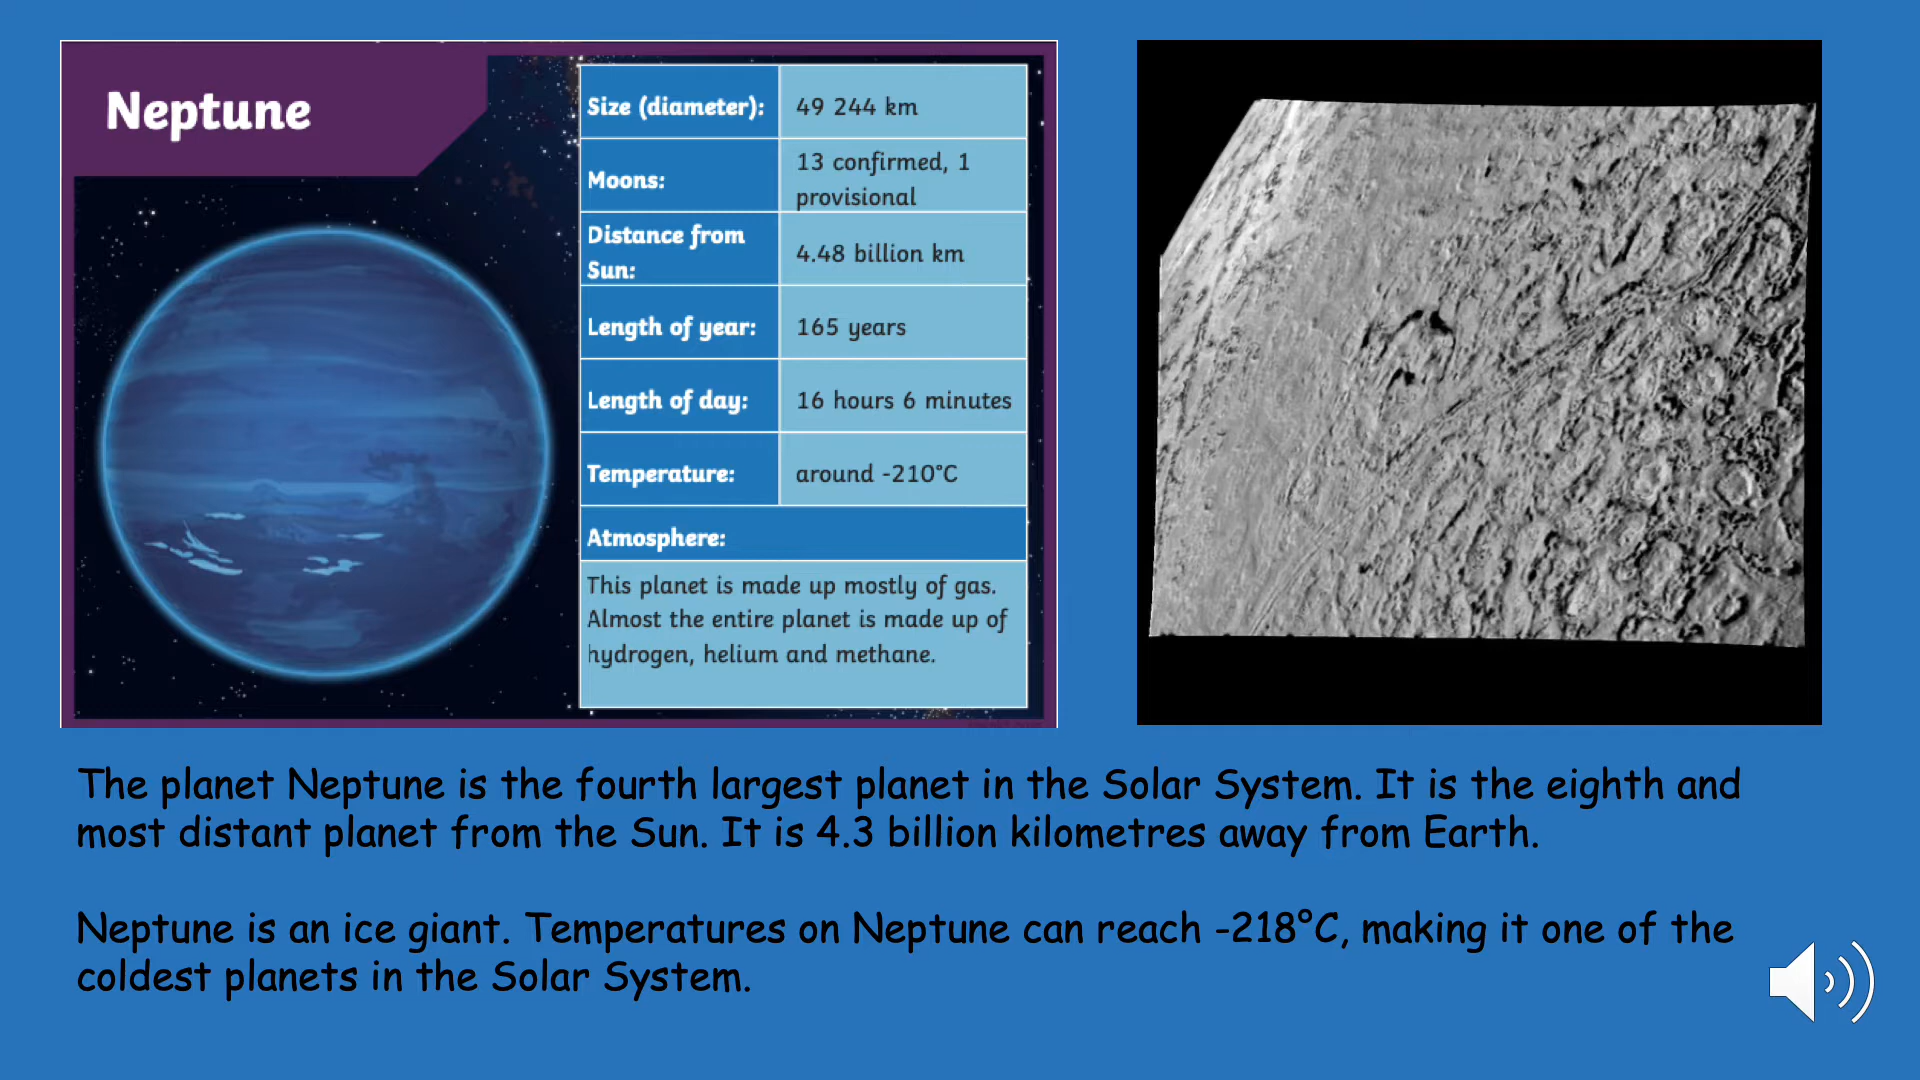 Neptune
Size (diameter): 49 244 km
Moons: 13 confirmed, 1
provisional
Distance from
Sun: 4.48 billion km
Length of year: 165 years
Length of day: 16 hours 6 minutes
Temperature: around -210°C
Atmosphere:
This planet is made up mostly of gas.
Almost the entire planet is made up of
hydrogen, helium and methane.
The planet Neptune is the fourth largest planet in the Solar System. It is the eighth and
most distant planet from the Sun. It is 4.3 billion kilometres away from Earth.
Neptune is an ice giant. Temperatures on Neptune can reach -218°C, making it one of the
coldest planets in the Solar System.